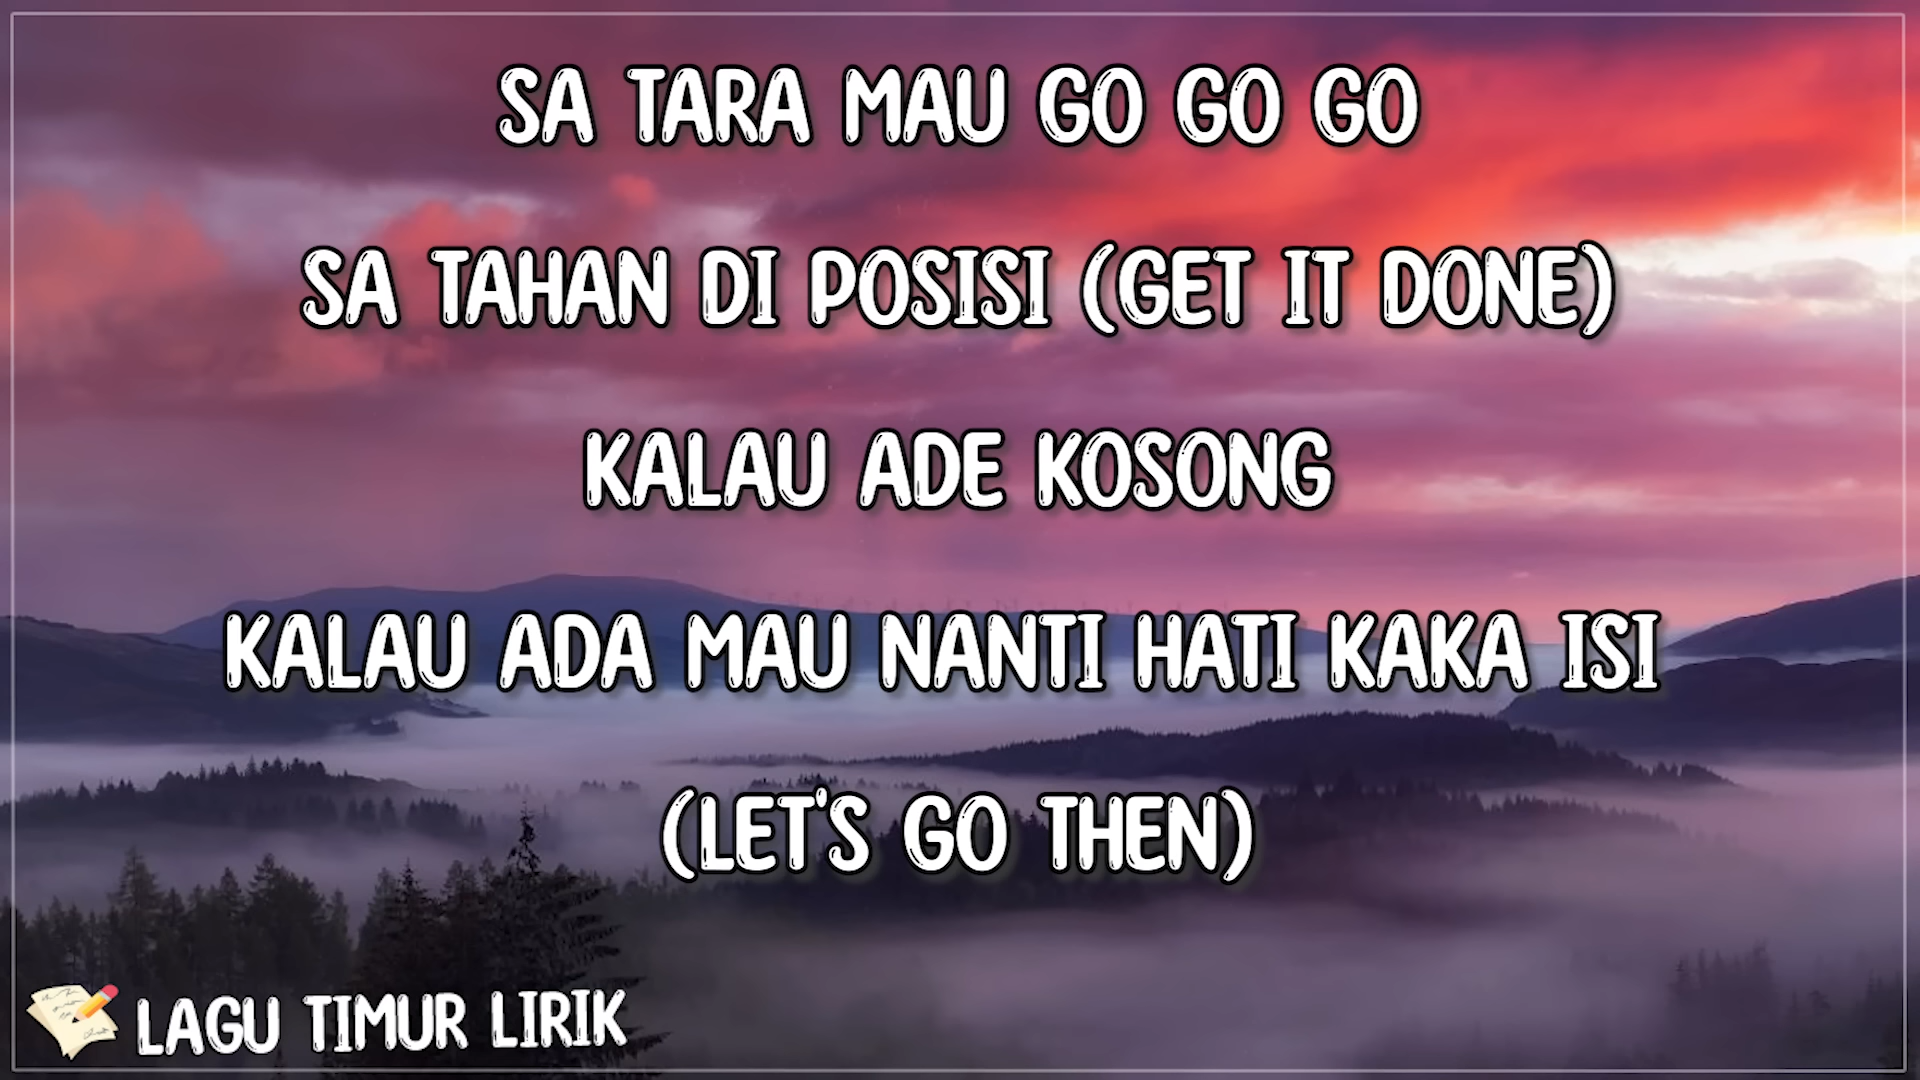 SA TARA MAU GO GO GO
SA TAHAN DI POSISI (GET IT DONE)
KALAU ADE KOSONG
KALAU ADA MAU NANTI HATI KAKA ISI
(LET'S GO THEN)
LAGU TIMUR LIRIK